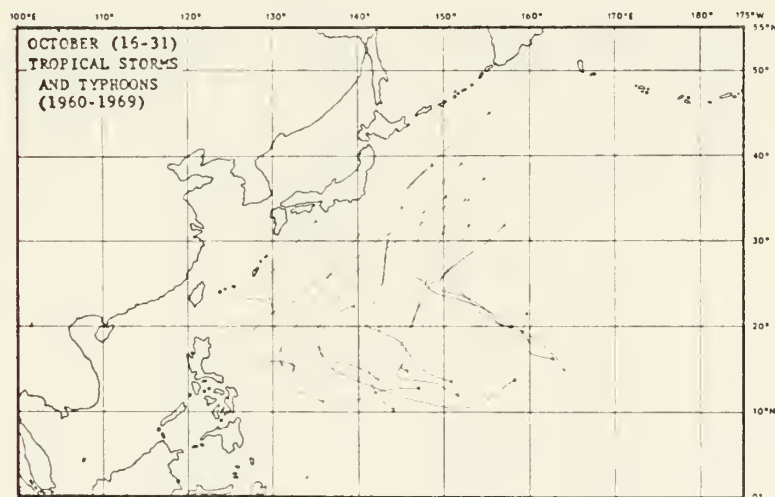 100°E 110° 120° 130° 140° 150° 160° 170°E 180° 175°W
OCTOBER (16-31)
TROPICAL STORMS
AND TYPHOONS
(1960-1969)
55°N
50°
40°
30°
20°
10°N
0°